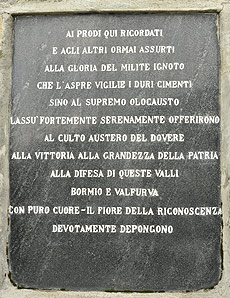 AI PRODI QUI RICORDATI
E AGLI ALTRI ORMAI ASSURTI
ALLA GLORIA DEL MILITE IGNOTO
CHE L'ASPRE VIGILIE I DURI CIMENTI
SINO AL SUPREMO OLOCAUSTO
LASSU' FORTEMENTE SERENAMENTE OFFERIRONO
AL CULTO AUSTERO DEL DOVERE
ALLA VITTORIA ALLA GRANDEZZA DELLA PATRIA
ALLA DIFESA DI QUESTE VALLI
BORMIO E VALFURVA
CON PURO CUORE - IL FIORE DELLA RICONOSCENZA
DEVOTAMENTE DEPONGONO